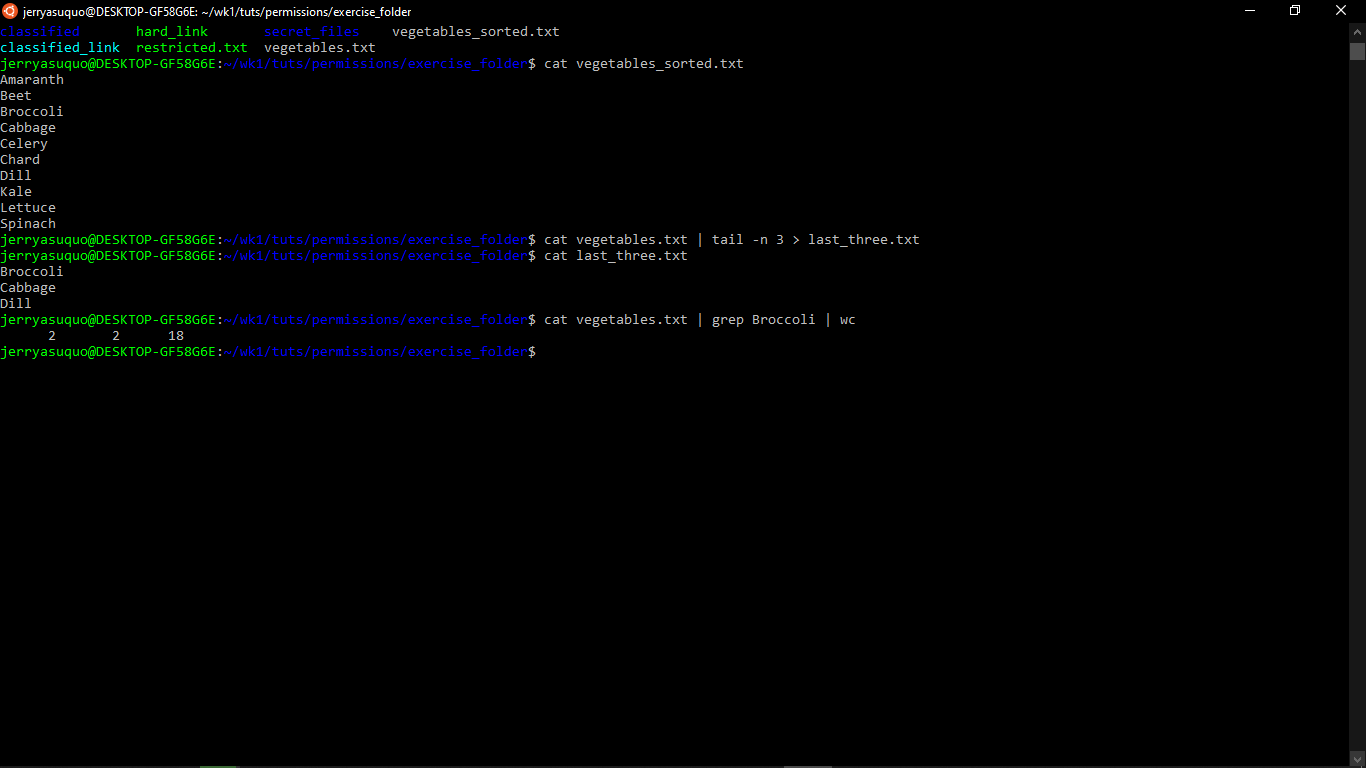 jerryasuquo@DESKTOP-GF58G6E: ~/wk1/tuts/permissions/exercise_folder
classified       hard_link       secret_files    vegetables_sorted.txt
classified_link  restricted.txt  vegetables.txt
jerryasuquo@DESKTOP-GF58G6E:~/wk1/tuts/permissions/exercise_folder$ cat vegetables_sorted.txt
Amaranth
Beet
Broccoli
Cabbage
Celery
Chard
Dill
Kale
Lettuce
Spinach
jerryasuquo@DESKTOP-GF58G6E:~/wk1/tuts/permissions/exercise_folder$ cat vegetables.txt | tail -n 3 > last_three.txt
jerryasuquo@DESKTOP-GF58G6E:~/wk1/tuts/permissions/exercise_folder$ cat last_three.txt
Broccoli
Cabbage
Dill
jerryasuquo@DESKTOP-GF58G6E:~/wk1/tuts/permissions/exercise_folder$ cat vegetables.txt | grep Broccoli | wc
      2       2      18
jerryasuquo@DESKTOP-GF58G6E:~/wk1/tuts/permissions/exercise_folder$